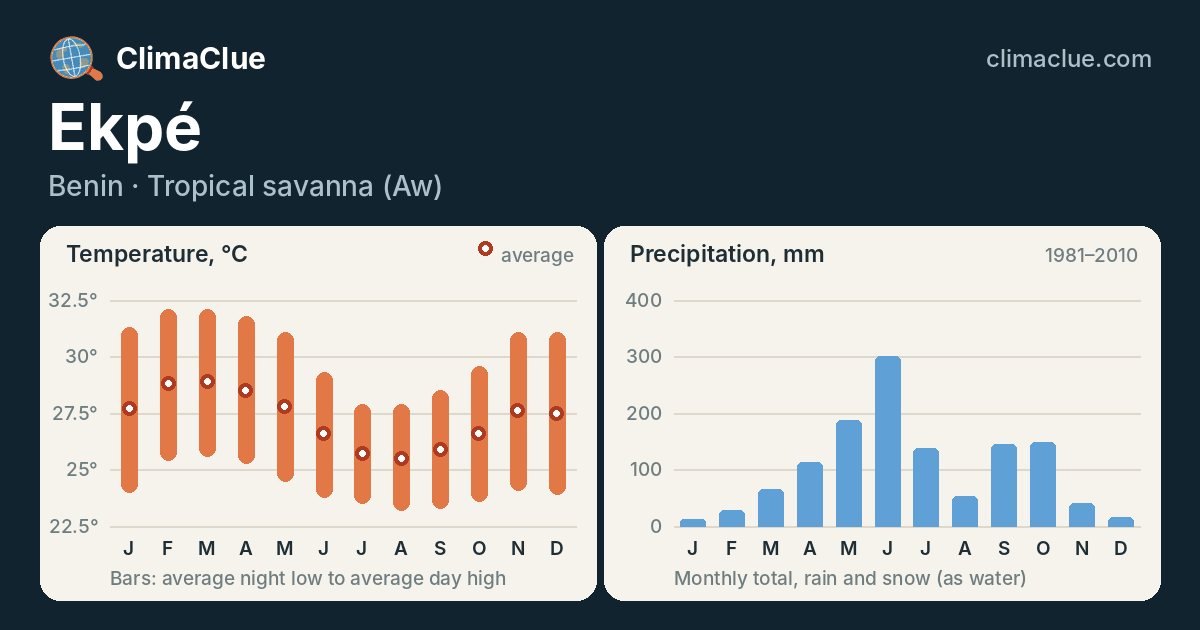 ClimaClue
climaclue.com
Ekpé
Benin · Tropical savanna (Aw)
Temperature, °C
average
32.5°
30°
27.5°
25°
22.5°
J F M A M J J A S O N D
Bars: average night low to average day high
Precipitation, mm
1981–2010
400
300
200
100
0
J F M A M J J A S O N D
Monthly total, rain and snow (as water)